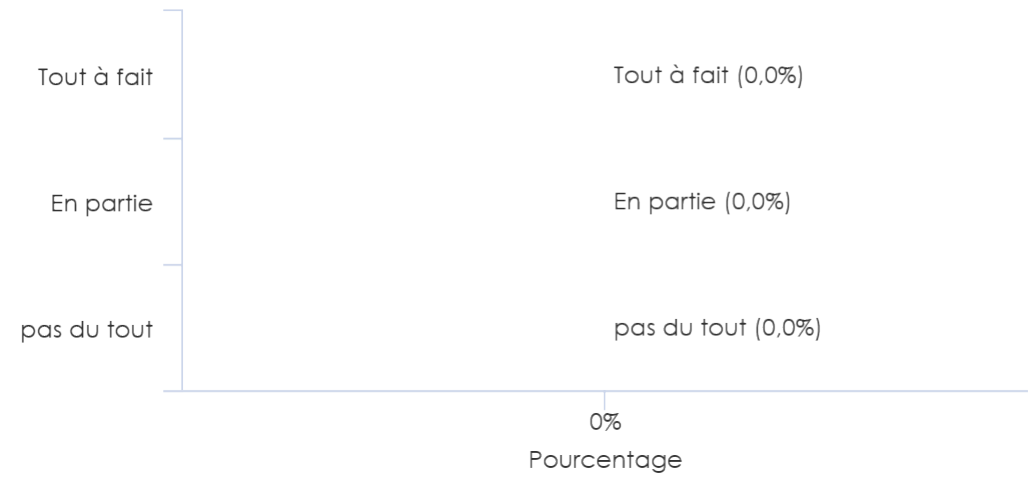 Tout à fait
Tout à fait (0,0%)
En partie
En partie (0,0%)
pas du tout
pas du tout (0,0%)
0%
Pourcentage